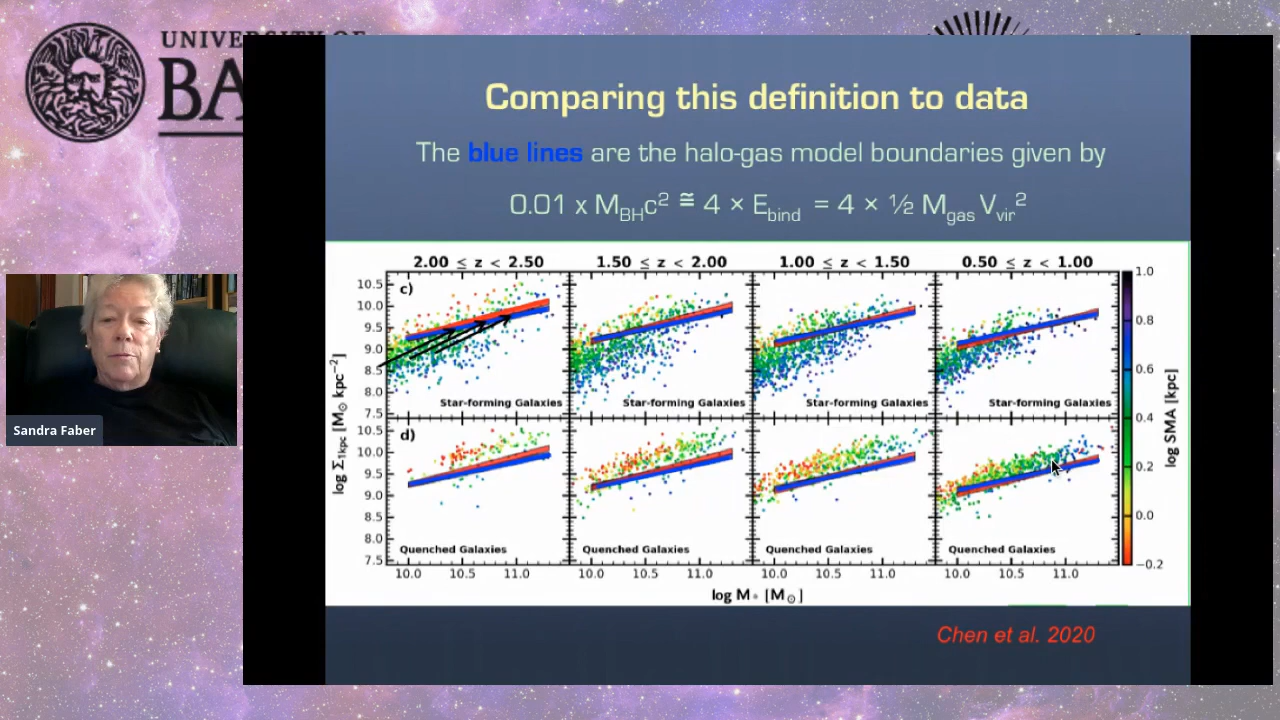 UNIVERSITY OF
BA
Comparing this definition to data
The blue lines are the halo-gas model boundaries given by
0.01 x M_BH c² ≅ 4 × E_bind = 4 × ½ M_gas V_vir²
2.00 ≤ z < 2.50
1.50 ≤ z < 2.00
1.00 ≤ z < 1.50
0.50 ≤ z < 1.00
c)
10.5
10.0
9.5
9.0
8.5
8.0
7.5
Star-forming Galaxies
Star-forming Galaxies
Star-forming Galaxies
Star-forming Galaxies
d)
10.5
10.0
9.5
9.0
8.5
8.0
7.5
Quenched Galaxies
Quenched Galaxies
Quenched Galaxies
Quenched Galaxies
10.0 10.5 11.0
10.0 10.5 11.0
10.0 10.5 11.0
10.0 10.5 11.0
log Σ1kpc [M⊙ kpc−2]
log M* [M⊙]
1.0
0.8
0.6
0.4
0.2
0.0
−0.2
log SMA [kpc]
Chen et al. 2020
Sandra Faber